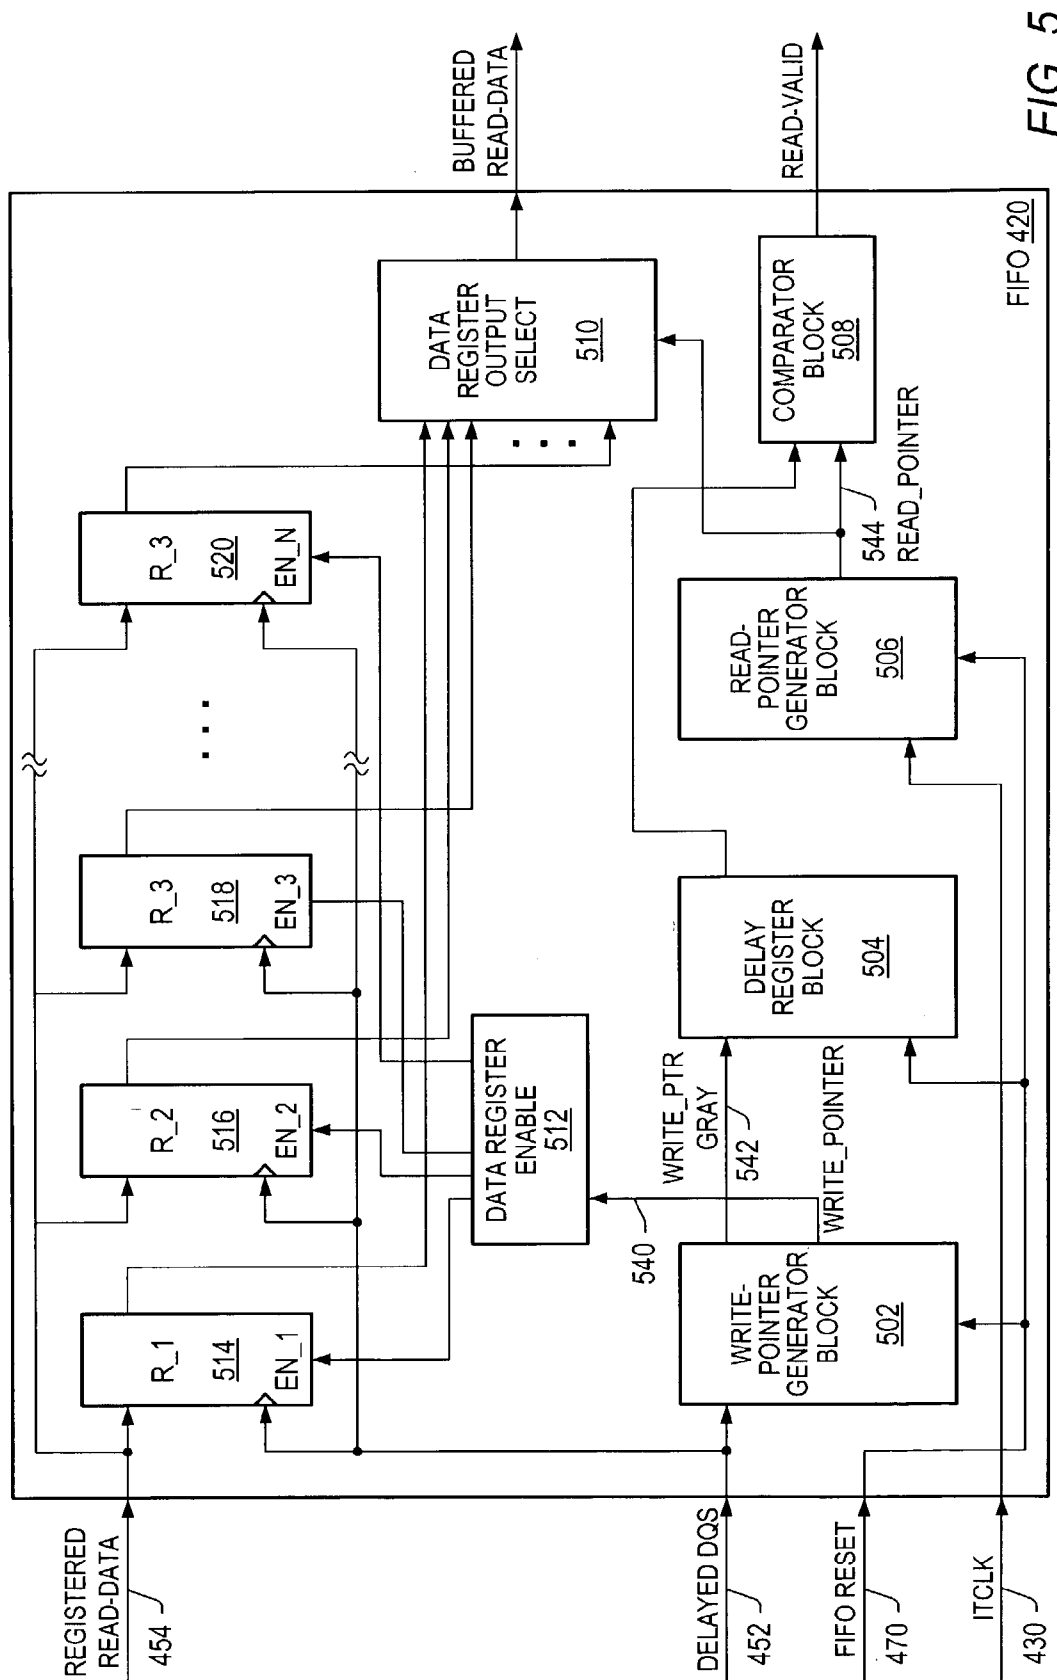 REGISTERED
READ-DATA
454
R_1
514
EN_1
R_2
516
EN_2
R_3
518
EN_3
R_3
520
EN_N
DATA REGISTER
ENABLE
512
DATA
REGISTER
OUTPUT
SELECT
510
BUFFERED
READ-DATA
DELAYED DQS
452
FIFO RESET
470
ITCLK
430
WRITE-
POINTER
GENERATOR
BLOCK
502
540
WRITE_PTR
GRAY
542
WRITE_POINTER
DELAY
REGISTER
BLOCK
504
READ-
POINTER
GENERATOR
BLOCK
506
544
READ_POINTER
COMPARATOR
BLOCK
508
READ-VALID
FIFO 420
FIG. 5